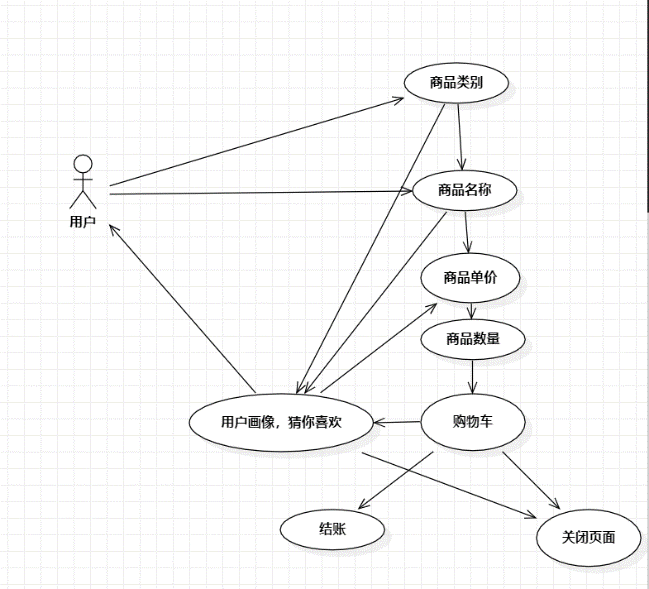 商品类别
商品名称
用户
商品单价
商品数量
用户画像，猜你喜欢
购物车
结账
关闭页面